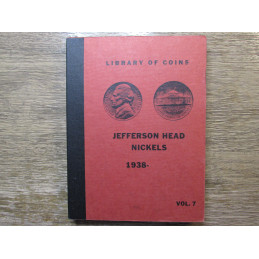 LIBRARY OF COINS
JEFFERSON HEAD
NICKELS
1938-
VOL. 7